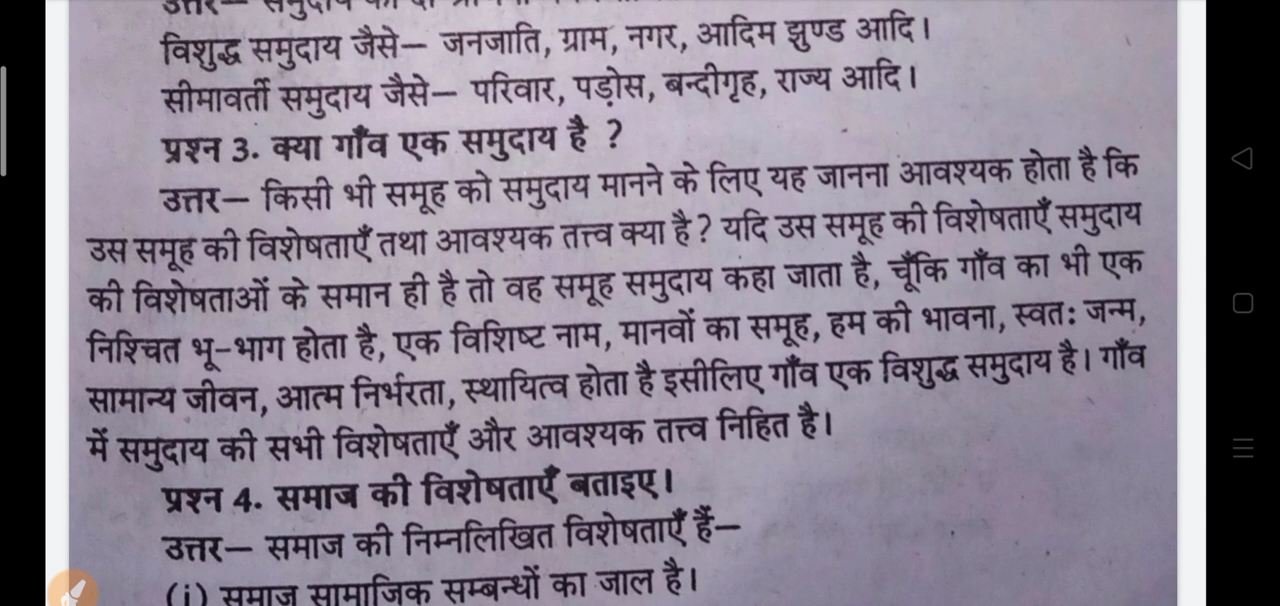 उत्तर— समुदाय
विशुद्ध समुदाय जैसे— जनजाति, ग्राम, नगर, आदिम झुण्ड आदि।
सीमावर्ती समुदाय जैसे— परिवार, पड़ोस, बन्दीगृह, राज्य आदि।
प्रश्न 3. क्या गाँव एक समुदाय है ?
उत्तर— किसी भी समूह को समुदाय मानने के लिए यह जानना आवश्यक होता है कि
उस समूह की विशेषताएँ तथा आवश्यक तत्त्व क्या है? यदि उस समूह की विशेषताएँ समुदाय
की विशेषताओं के समान ही है तो वह समूह समुदाय कहा जाता है, चूँकि गाँव का भी एक
निश्चित भू-भाग होता है, एक विशिष्ट नाम, मानवों का समूह, हम की भावना, स्वतः जन्म,
सामान्य जीवन, आत्म निर्भरता, स्थायित्व होता है इसीलिए गाँव एक विशुद्ध समुदाय है। गाँव
में समुदाय की सभी विशेषताएँ और आवश्यक तत्त्व निहित है।
प्रश्न 4. समाज की विशेषताएँ बताइए।
उत्तर— समाज की निम्नलिखित विशेषताएँ हैं—
(i) समाज सामाजिक सम्बन्धों का जाल है।